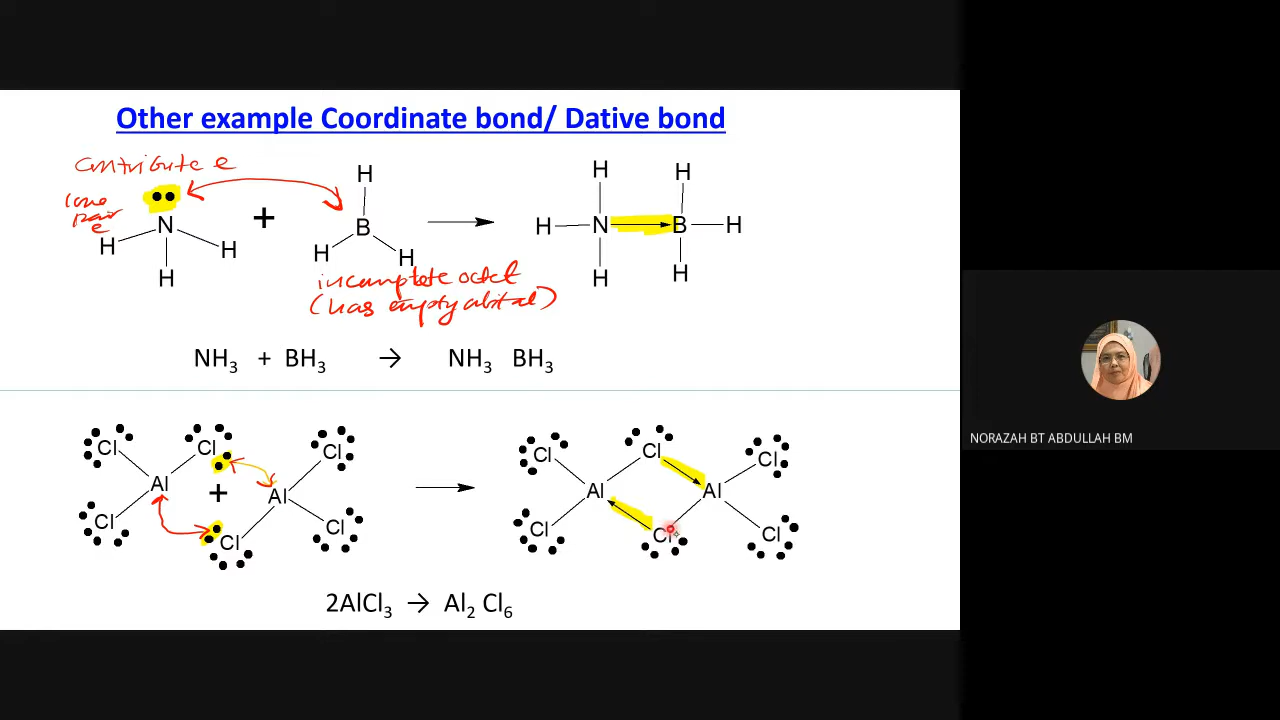 Other example Coordinate bond/ Dative bond
contribute e
lone
pair
e
N
H
H
H
+
H
B
H
H
incomplete octet
(has empty orbital)
H
H
N
H
B
H
H
H
NH₃ + BH₃ → NH₃ BH₃
Cl
Cl
Al
Cl
+
Cl
Al
Cl
Cl
Cl
Cl
Al
Cl
Cl
Al
Cl
Cl
2AlCl₃ → Al₂ Cl₆
NORAZAH BT ABDULLAH BM